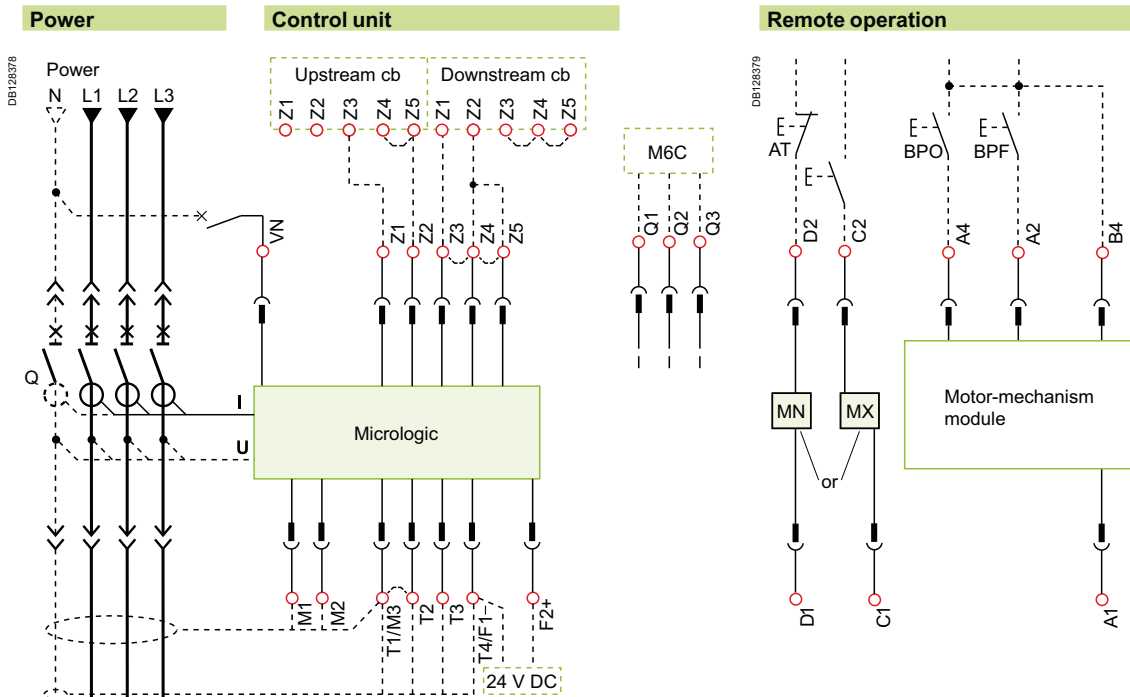 Power
Control unit
Remote operation
DB128378
Power
N L1 L2 L3
Upstream cb
Downstream cb
Z1 Z2 Z3 Z4 Z5 Z1 Z2 Z3 Z4 Z5
M6C
DB128379
AT
BPO
BPF
VN
Z1 Z2 Z3 Z4 Z5
Q1 Q2 Q3
D2 C2
A4 A2 B4
Q
I
U
Micrologic
MN
MX
or
Motor-mechanism
module
M1 M2 T1/M3 T2 T3 T4/F1– F2+
D1 C1
A1
24 V DC